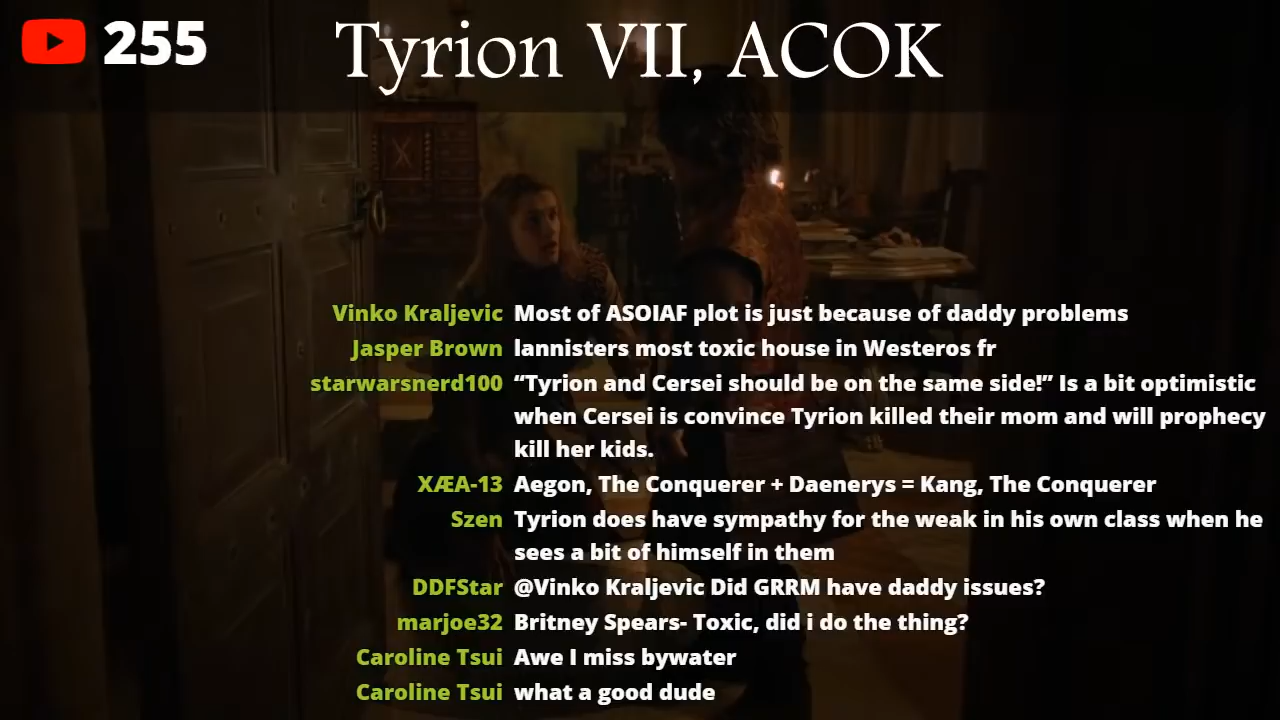 255
Tyrion VII, ACOK
Vinko Kraljevic Most of ASOIAF plot is just because of daddy problems
Jasper Brown lannisters most toxic house in Westeros fr
starwarsnerd100 “Tyrion and Cersei should be on the same side!” Is a bit optimistic
when Cersei is convince Tyrion killed their mom and will prophecy
kill her kids.
XÆA-13 Aegon, The Conquerer + Daenerys = Kang, The Conquerer
Szen Tyrion does have sympathy for the weak in his own class when he
sees a bit of himself in them
DDFStar @Vinko Kraljevic Did GRRM have daddy issues?
marjoe32 Britney Spears- Toxic, did i do the thing?
Caroline Tsui Awe I miss bywater
Caroline Tsui what a good dude